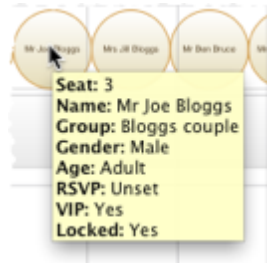 Mr Joe Bloggs
Mrs Jill Bloggs
Mr Ben Bruce
Seat: 3
Name: Mr Joe Bloggs
Group: Bloggs couple
Gender: Male
Age: Adult
RSVP: Unset
VIP: Yes
Locked: Yes